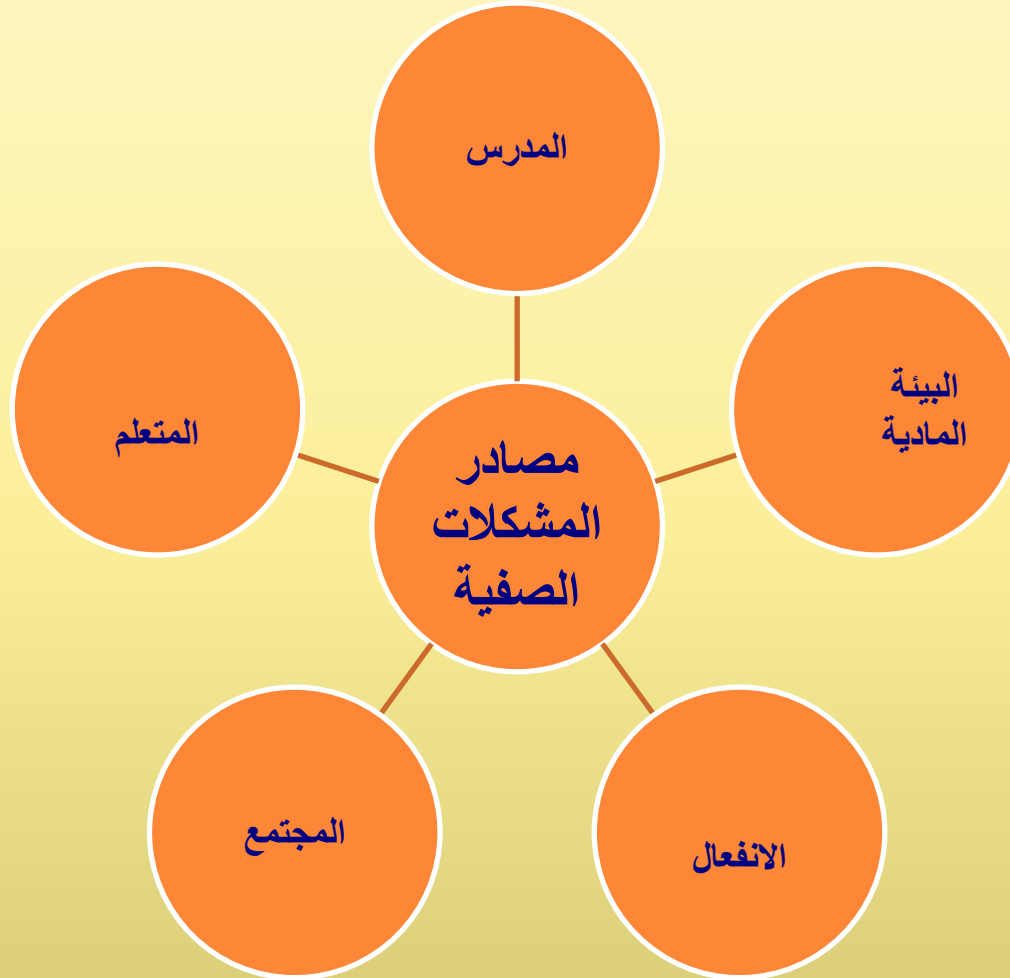 المدرس
البيئة
المادية
المتعلم
مصادر
المشكلات
الصفية
المجتمع
الانفعال